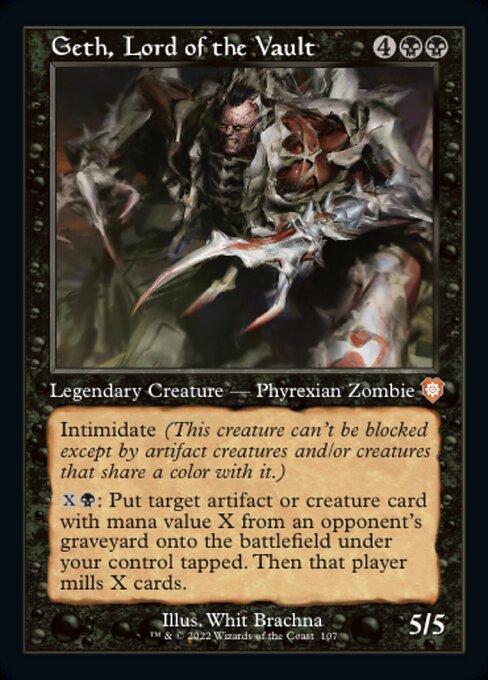 Geth, Lord of the Vault 4
Legendary Creature — Phyrexian Zombie
Intimidate (This creature can't be blocked
except by artifact creatures and/or creatures
that share a color with it.)
X: Put target artifact or creature card
with mana value X from an opponent's
graveyard onto the battlefield under
your control tapped. Then that player
mills X cards.
Illus. Whit Brachna
™ & © 2022 Wizards of the Coast 107
5/5